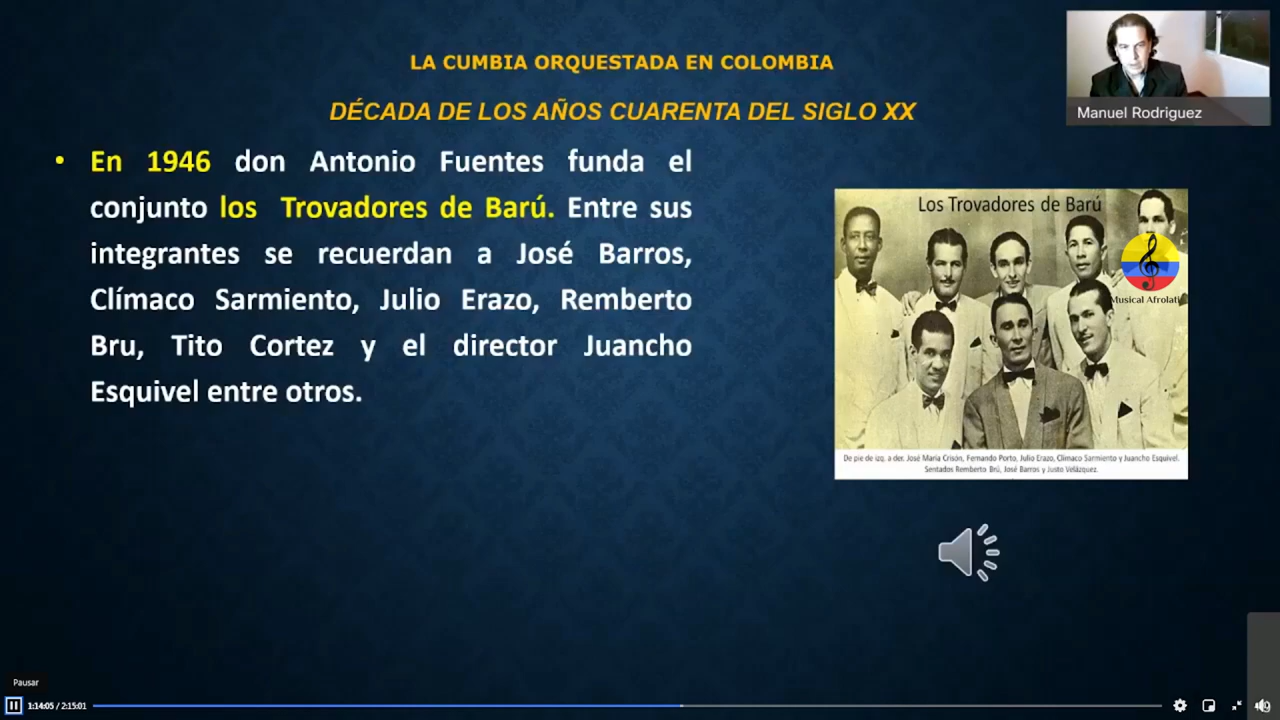 LA CUMBIA ORQUESTADA EN COLOMBIA
DÉCADA DE LOS AÑOS CUARENTA DEL SIGLO XX
Manuel Rodriguez
• En 1946 don Antonio Fuentes funda el
conjunto los Trovadores de Barú. Entre sus
integrantes se recuerdan a José Barros,
Clímaco Sarmiento, Julio Erazo, Remberto
Bru, Tito Cortez y el director Juancho
Esquivel entre otros.
Los Trovadores de Barú
Musical Afrolati
De pie de izq. a der. José María Crisón, Fernando Porto, Julio Erazo, Clímaco Sarmiento y Juancho Esquivel.
Sentados Remberto Brú, José Barros y Justo Velázquez.
Pausar
1:14:05 / 2:15:01